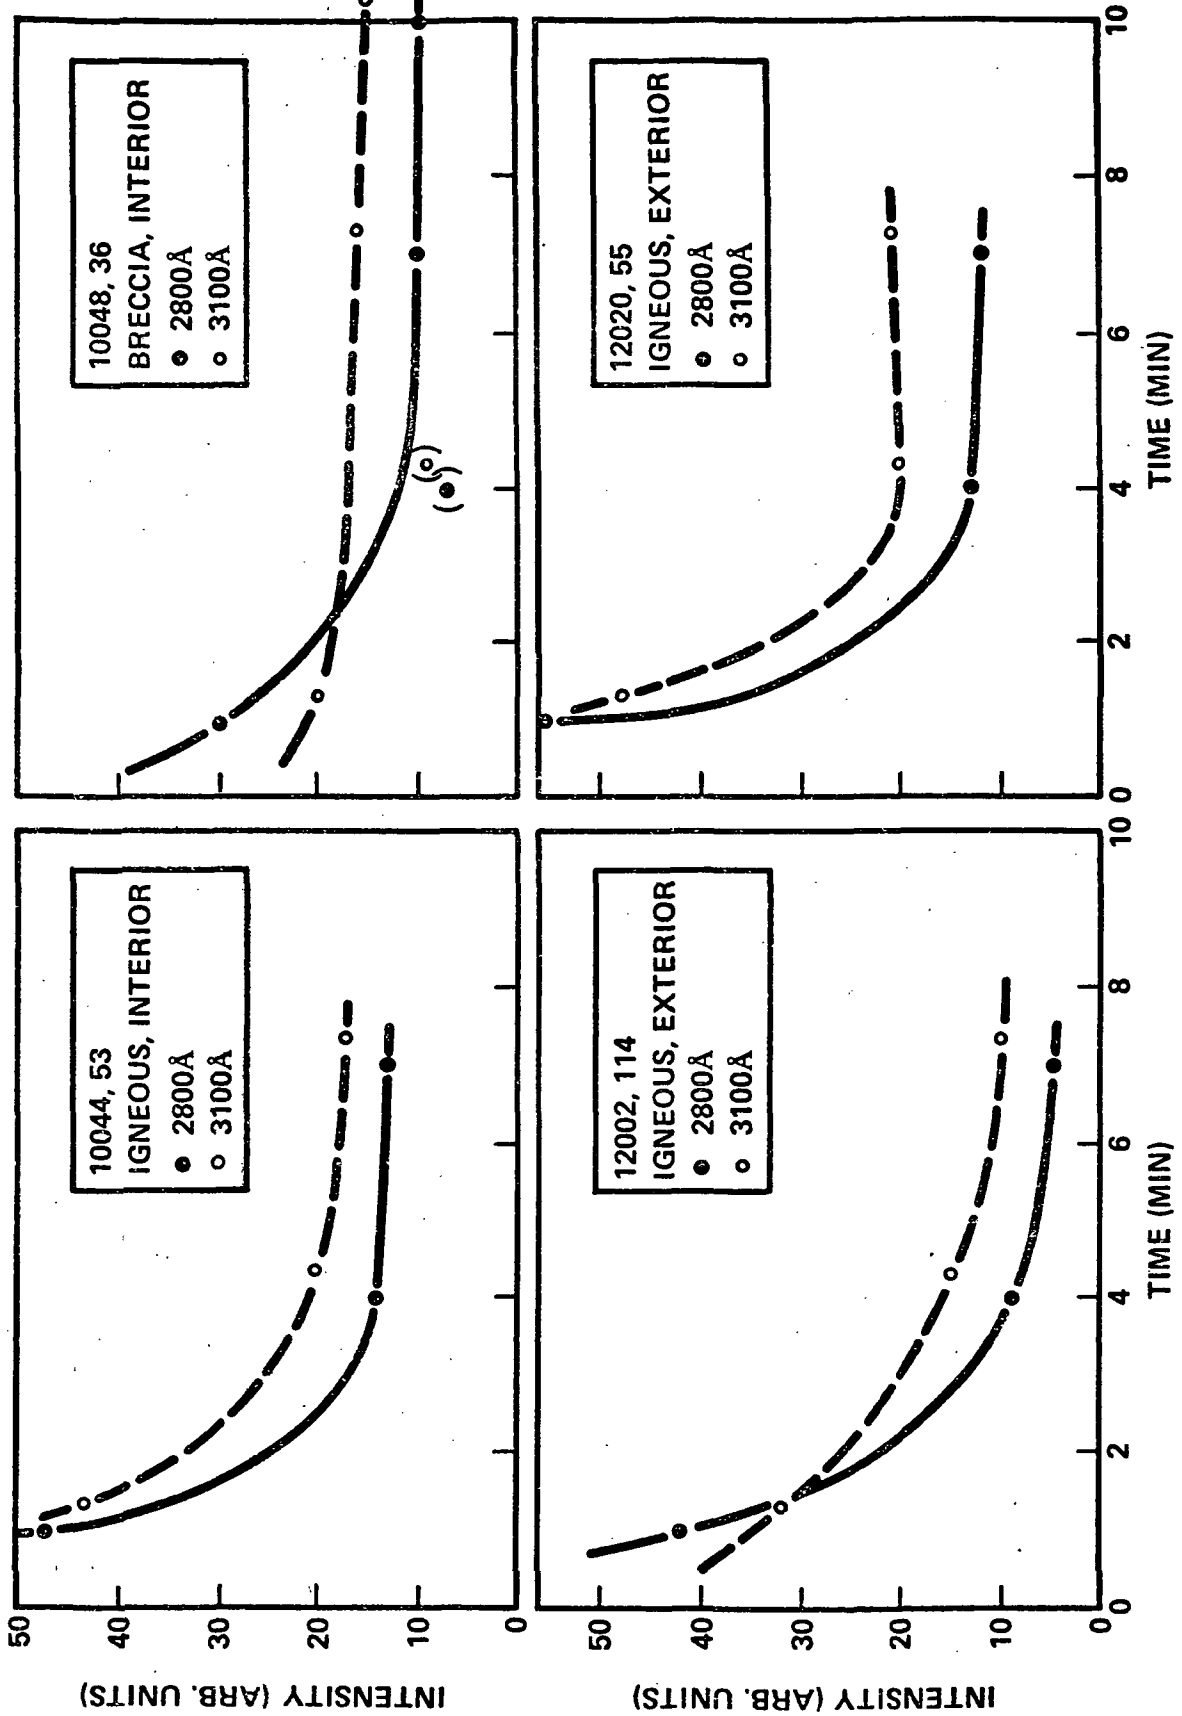 INTENSITY (ARB. UNITS)
50
40
30
20
10
0
10044, 53
IGNEOUS, INTERIOR
2800Å
3100Å
10048, 36
BRECCIA, INTERIOR
2800Å
3100Å
INTENSITY (ARB. UNITS)
50
40
30
20
10
0
12002, 114
IGNEOUS, EXTERIOR
2800Å
3100Å
0
2
4
6
8
10
TIME (MIN)
12020, 55
IGNEOUS, EXTERIOR
2800Å
3100Å
0
2
4
6
8
10
TIME (MIN)